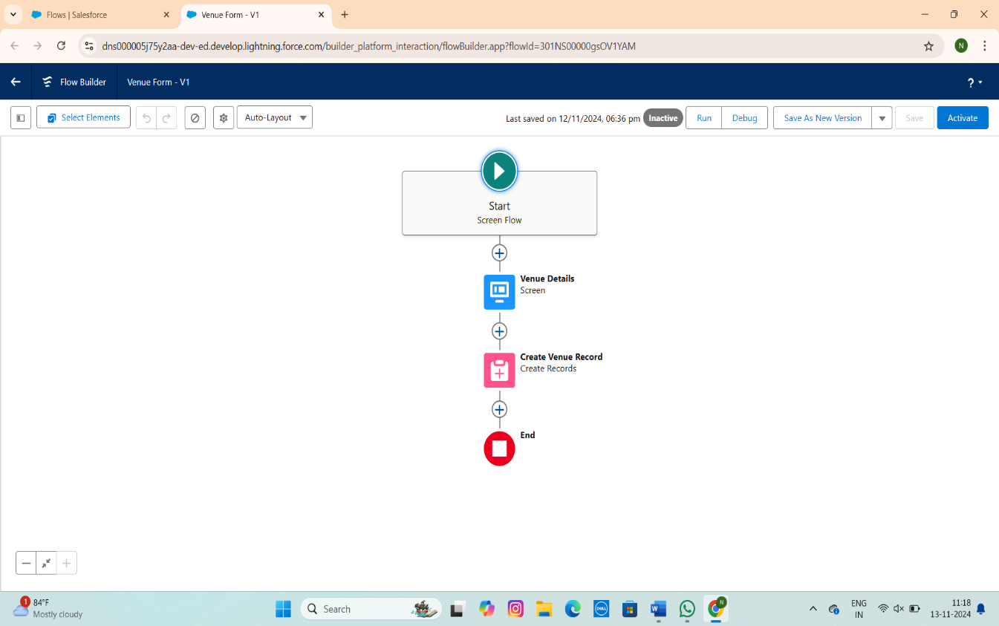 Flows | Salesforce
Venue Form - V1
dns000005j75y2aa-dev-ed.develop.lightning.force.com/builder_platform_interaction/flowBuilder.app?flowId=301NS00000gsOV1YAM
N
Flow Builder
Venue Form - V1
?
Select Elements
Auto-Layout
Last saved on 12/11/2024, 06:36 pm
Inactive
Run
Debug
Save As New Version
Save
Activate
Start
Screen Flow
Venue Details
Screen
Create Venue Record
Create Records
End
1
84°F
Mostly cloudy
Search
DELL
W
N
ENG
IN
11:18
13-11-2024